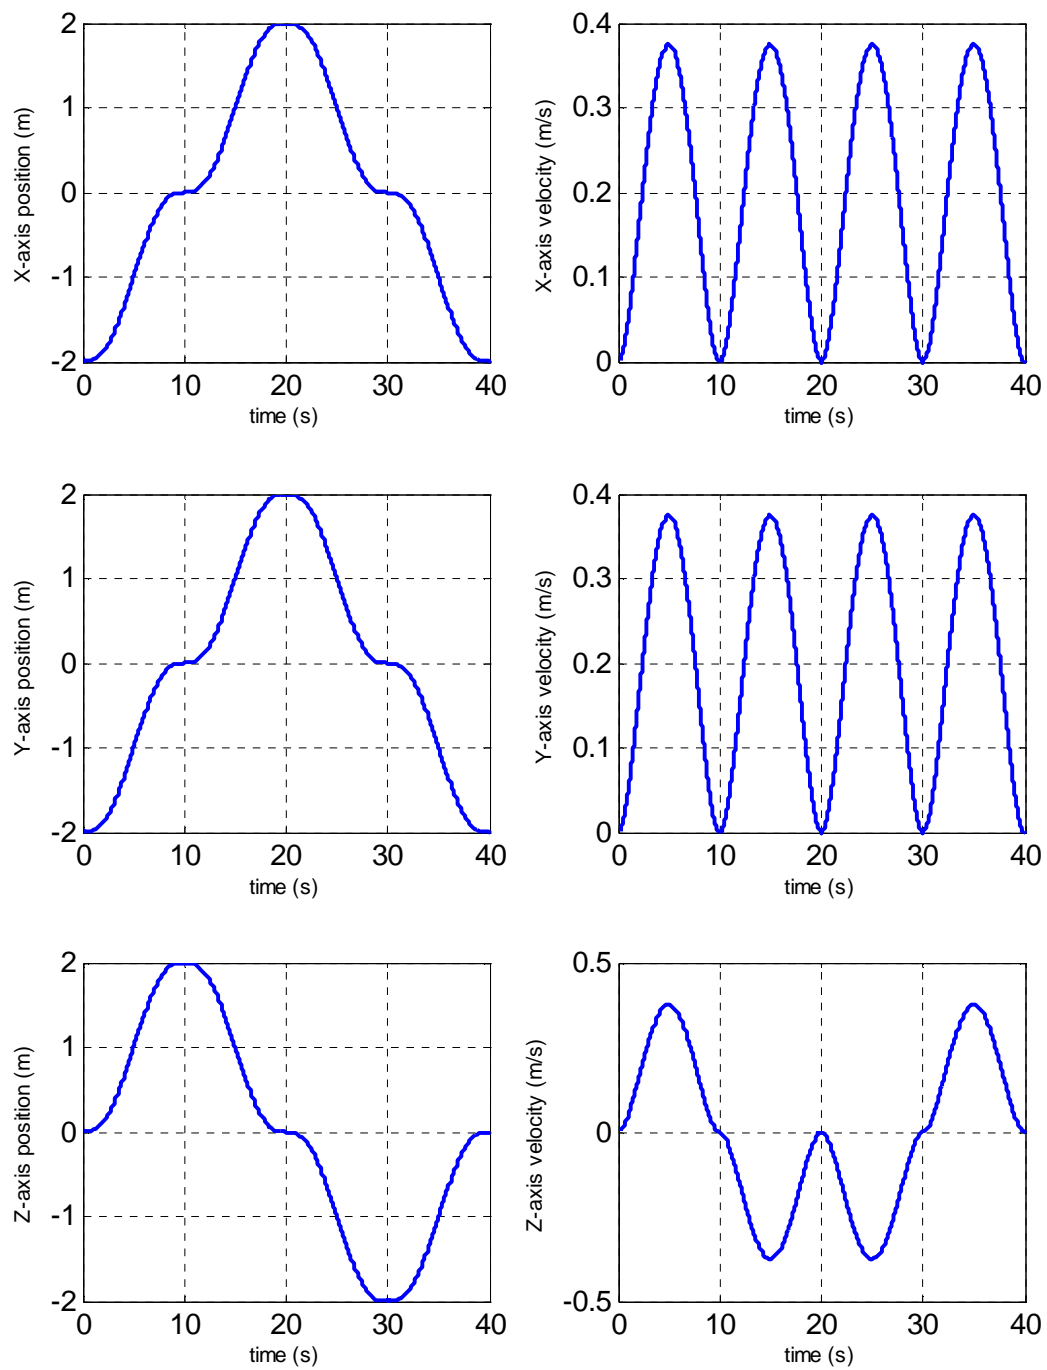 2
1
0
-1
-2
X-axis position (m)
0 10 20 30 40
time (s)
0.4
0.3
0.2
0.1
0
X-axis velocity (m/s)
0 10 20 30 40
time (s)
2
1
0
-1
-2
Y-axis position (m)
0 10 20 30 40
time (s)
0.4
0.3
0.2
0.1
0
Y-axis velocity (m/s)
0 10 20 30 40
time (s)
2
1
0
-1
-2
Z-axis position (m)
0 10 20 30 40
time (s)
0.5
0
-0.5
Z-axis velocity (m/s)
0 10 20 30 40
time (s)